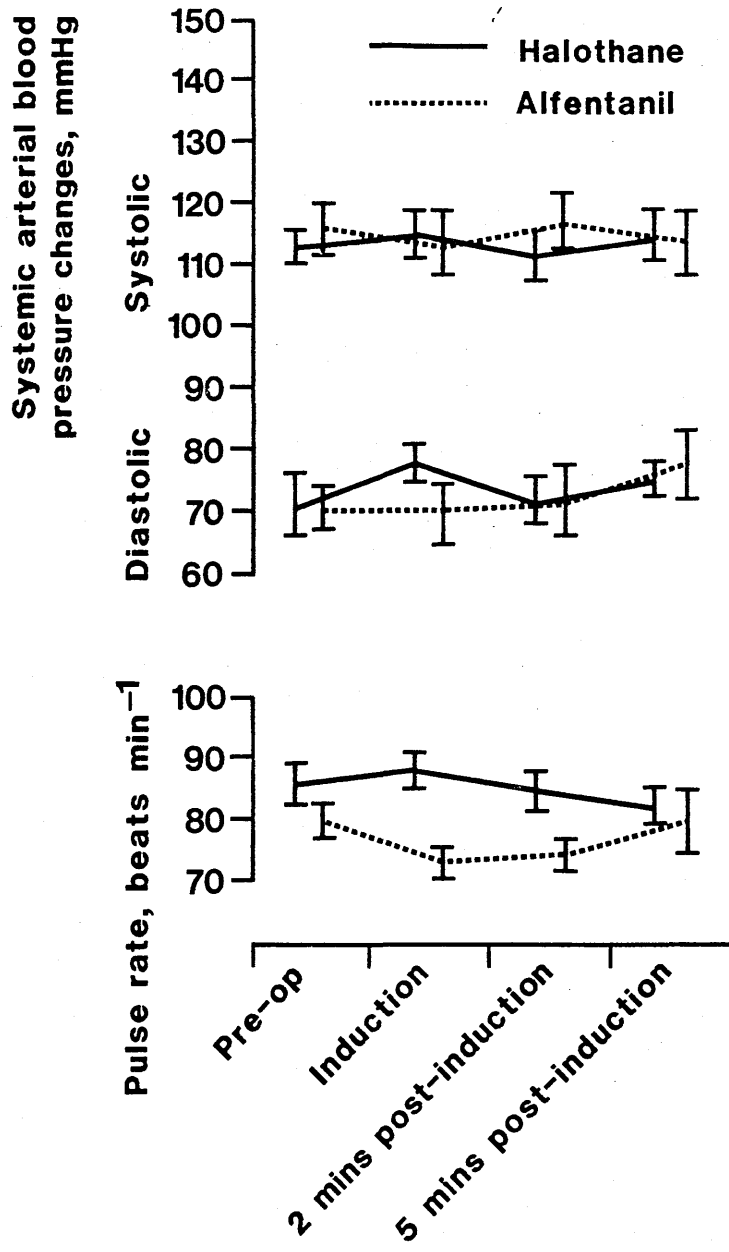 Systemic arterial blood
pressure changes, mmHg
Systolic
Diastolic
150
140
130
120
110
100
90
80
70
60
Halothane
Alfentanil
Pulse rate, beats min⁻¹
100
90
80
70
Pre-op
Induction
2 mins post-induction
5 mins post-induction